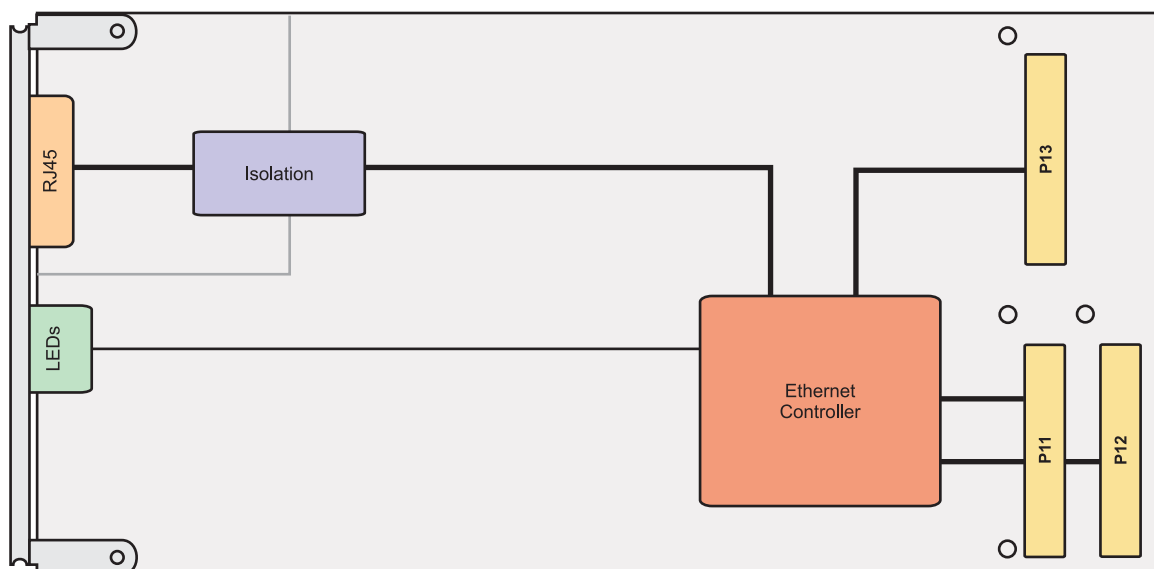 RJ45
Isolation
P13
LEDs
Ethernet
Controller
P11
P12